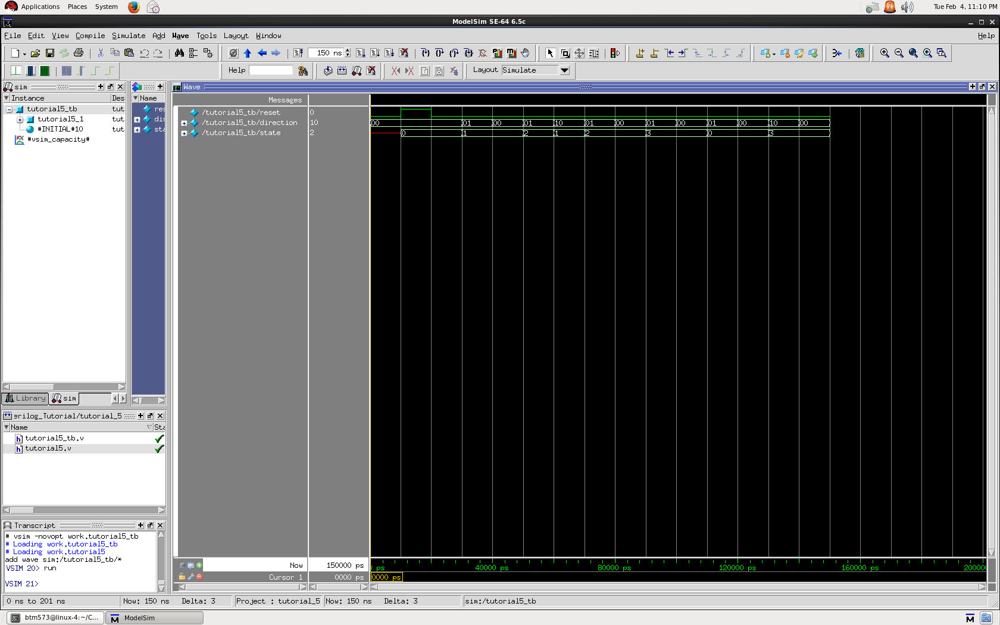 Applications Places System Tue Feb 4, 11:10 PM
ModelSim SE-64 6.5c
File Edit View Compile Simulate Add Wave Tools Layout Window Help
150 ns
Help Layout Simulate
sim
Instance Des
tutorial5_tb tut
tutorial5_1 tut
#INITIAL#10 tut
#vsim_capacity#
Library sim
Name
res
dir
sta
Wave
Messages
/tutorial5_tb/reset 0
/tutorial5_tb/direction 10 00 01 00 01 10 01 00 01 00 01 00 10 00
/tutorial5_tb/state 2 0 1 2 1 2 3 0 3
erilog_Tutorial/tutorial_5
Name Sta
tutorial5_tb.v
tutorial5.v
Transcript
# vsim -novopt work.tutorial5_tb
# Loading work.tutorial5_tb
# Loading work.tutorial5
add wave sim:/tutorial5_tb/*
VSIM 20> run
VSIM 21>
Now 150000 ps ps 40000 ps 80000 ps 120000 ps 160000 ps 200000
Cursor 1 0000 ps 0000 ps
0 ns to 201 ns Now: 150 ns Delta: 3 Project : tutorial_5 Now: 150 ns Delta: 3 sim:/tutorial5_tb
btm573@linux-4:~/C... ModelSim